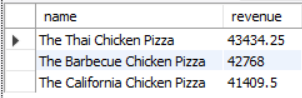 name revenue
The Thai Chicken Pizza 43434.25
The Barbecue Chicken Pizza 42768
The California Chicken Pizza 41409.5